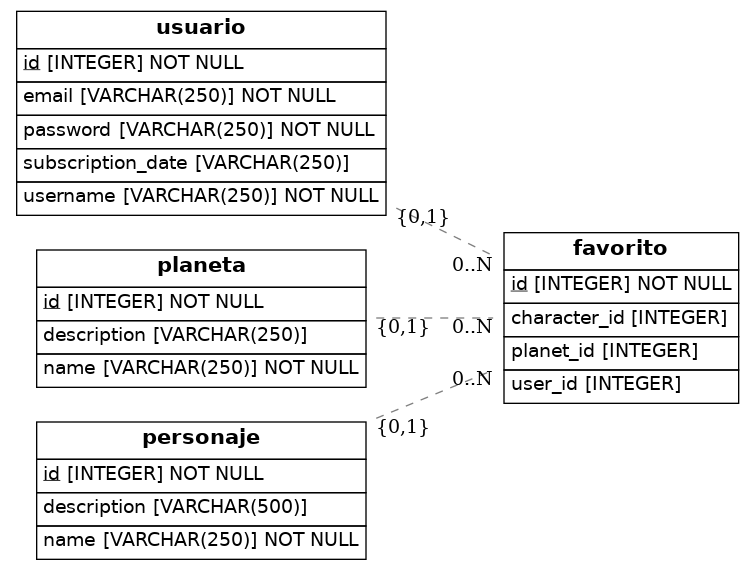 usuario
id [INTEGER] NOT NULL
email [VARCHAR(250)] NOT NULL
password [VARCHAR(250)] NOT NULL
subscription_date [VARCHAR(250)]
username [VARCHAR(250)] NOT NULL
{0,1}
0..N
planeta
id [INTEGER] NOT NULL
description [VARCHAR(250)]
name [VARCHAR(250)] NOT NULL
{0,1}
0..N
personaje
id [INTEGER] NOT NULL
description [VARCHAR(500)]
name [VARCHAR(250)] NOT NULL
{0,1}
0..N
favorito
id [INTEGER] NOT NULL
character_id [INTEGER]
planet_id [INTEGER]
user_id [INTEGER]